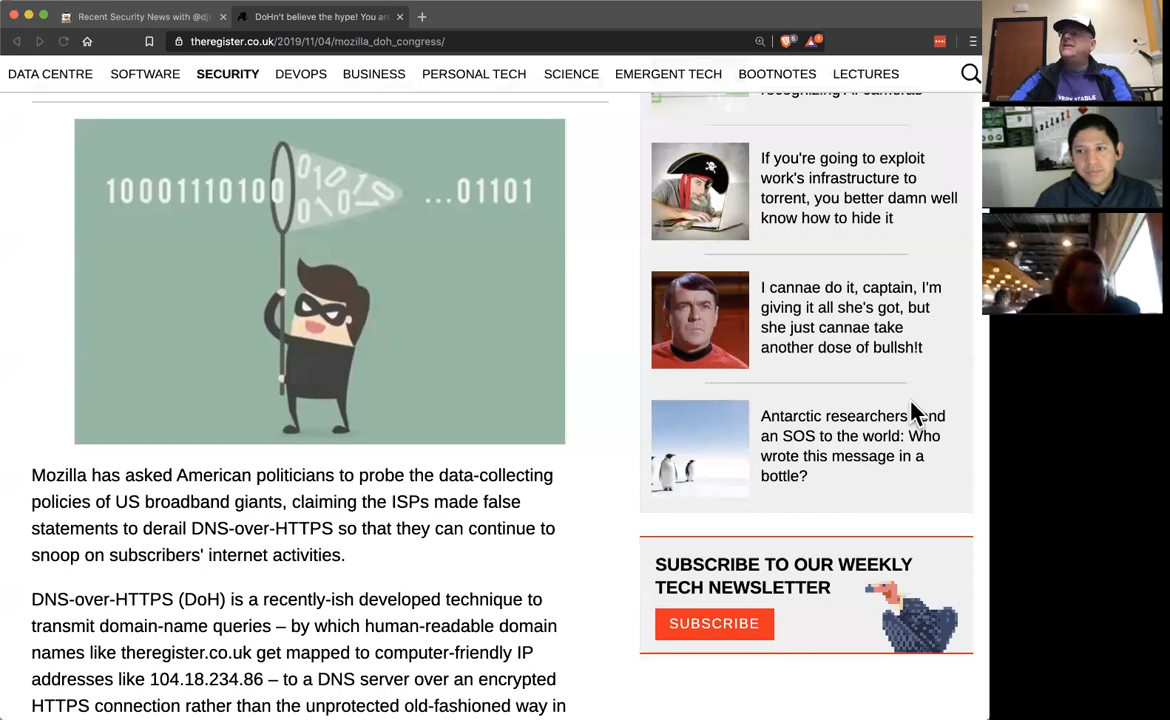 Recent Security News with @dj
DoHn't believe the hype! You are
theregister.co.uk/2019/11/04/mozilla_doh_congress/
DATA CENTRE SOFTWARE SECURITY DEVOPS BUSINESS PERSONAL TECH SCIENCE EMERGENT TECH BOOTNOTES LECTURES
10001110100 010 10 01010 ...01101
Mozilla has asked American politicians to probe the data-collecting
policies of US broadband giants, claiming the ISPs made false
statements to derail DNS-over-HTTPS so that they can continue to
snoop on subscribers' internet activities.
DNS-over-HTTPS (DoH) is a recently-ish developed technique to
transmit domain-name queries – by which human-readable domain
names like theregister.co.uk get mapped to computer-friendly IP
addresses like 104.18.234.86 – to a DNS server over an encrypted
HTTPS connection rather than the unprotected old-fashioned way in
If you're going to exploit
work's infrastructure to
torrent, you better damn well
know how to hide it
I cannae do it, captain, I'm
giving it all she's got, but
she just cannae take
another dose of bullsh!t
Antarctic researchers
an SOS to the world: Who
wrote this message in a
bottle?
SUBSCRIBE TO OUR WEEKLY
TECH NEWSLETTER
SUBSCRIBE